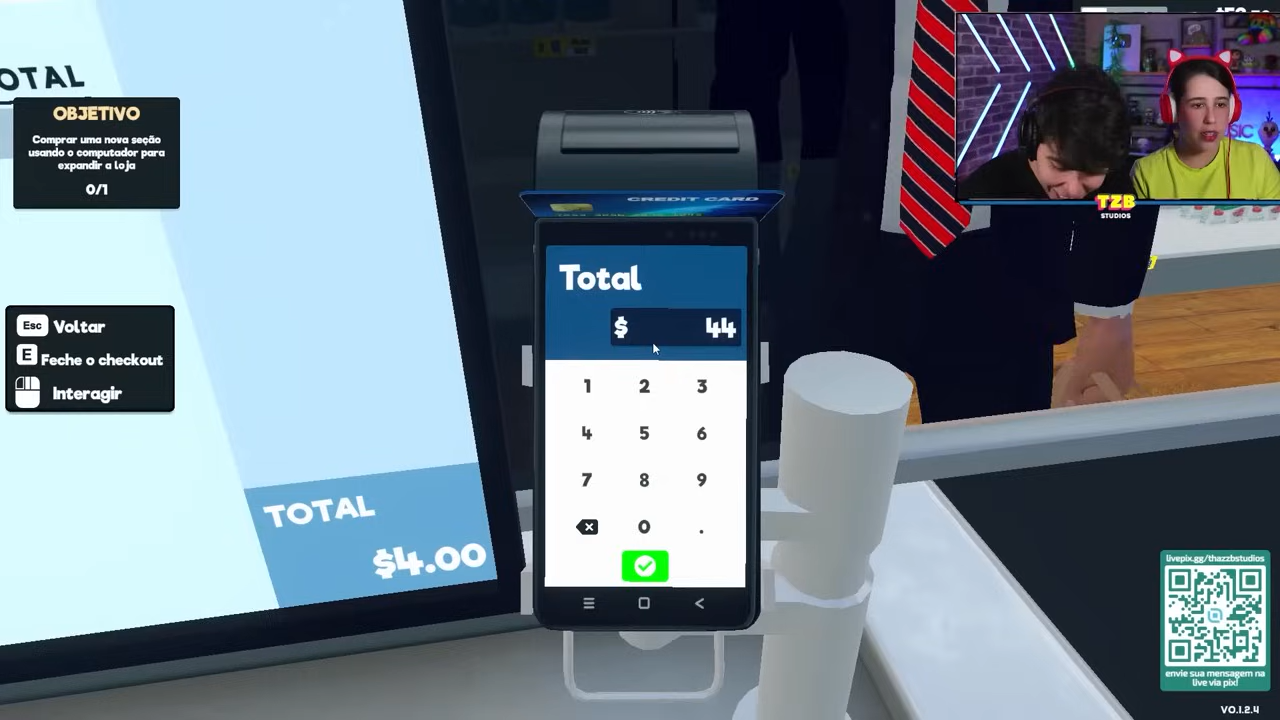 OTAL
OBJETIVO
Comprar uma nova seção
usando o computador para
expandir a loja
0/1
Esc Voltar
E Feche o checkout
Interagir
TOTAL
$4.00
CREDIT CARD
Total
$ 44
1 2 3
4 5 6
7 8 9
0 .
TZB
STUDIOS
livepix.gg/thazzbstudios
envie sua mensagem na
live via pix!
V0.1.2.4